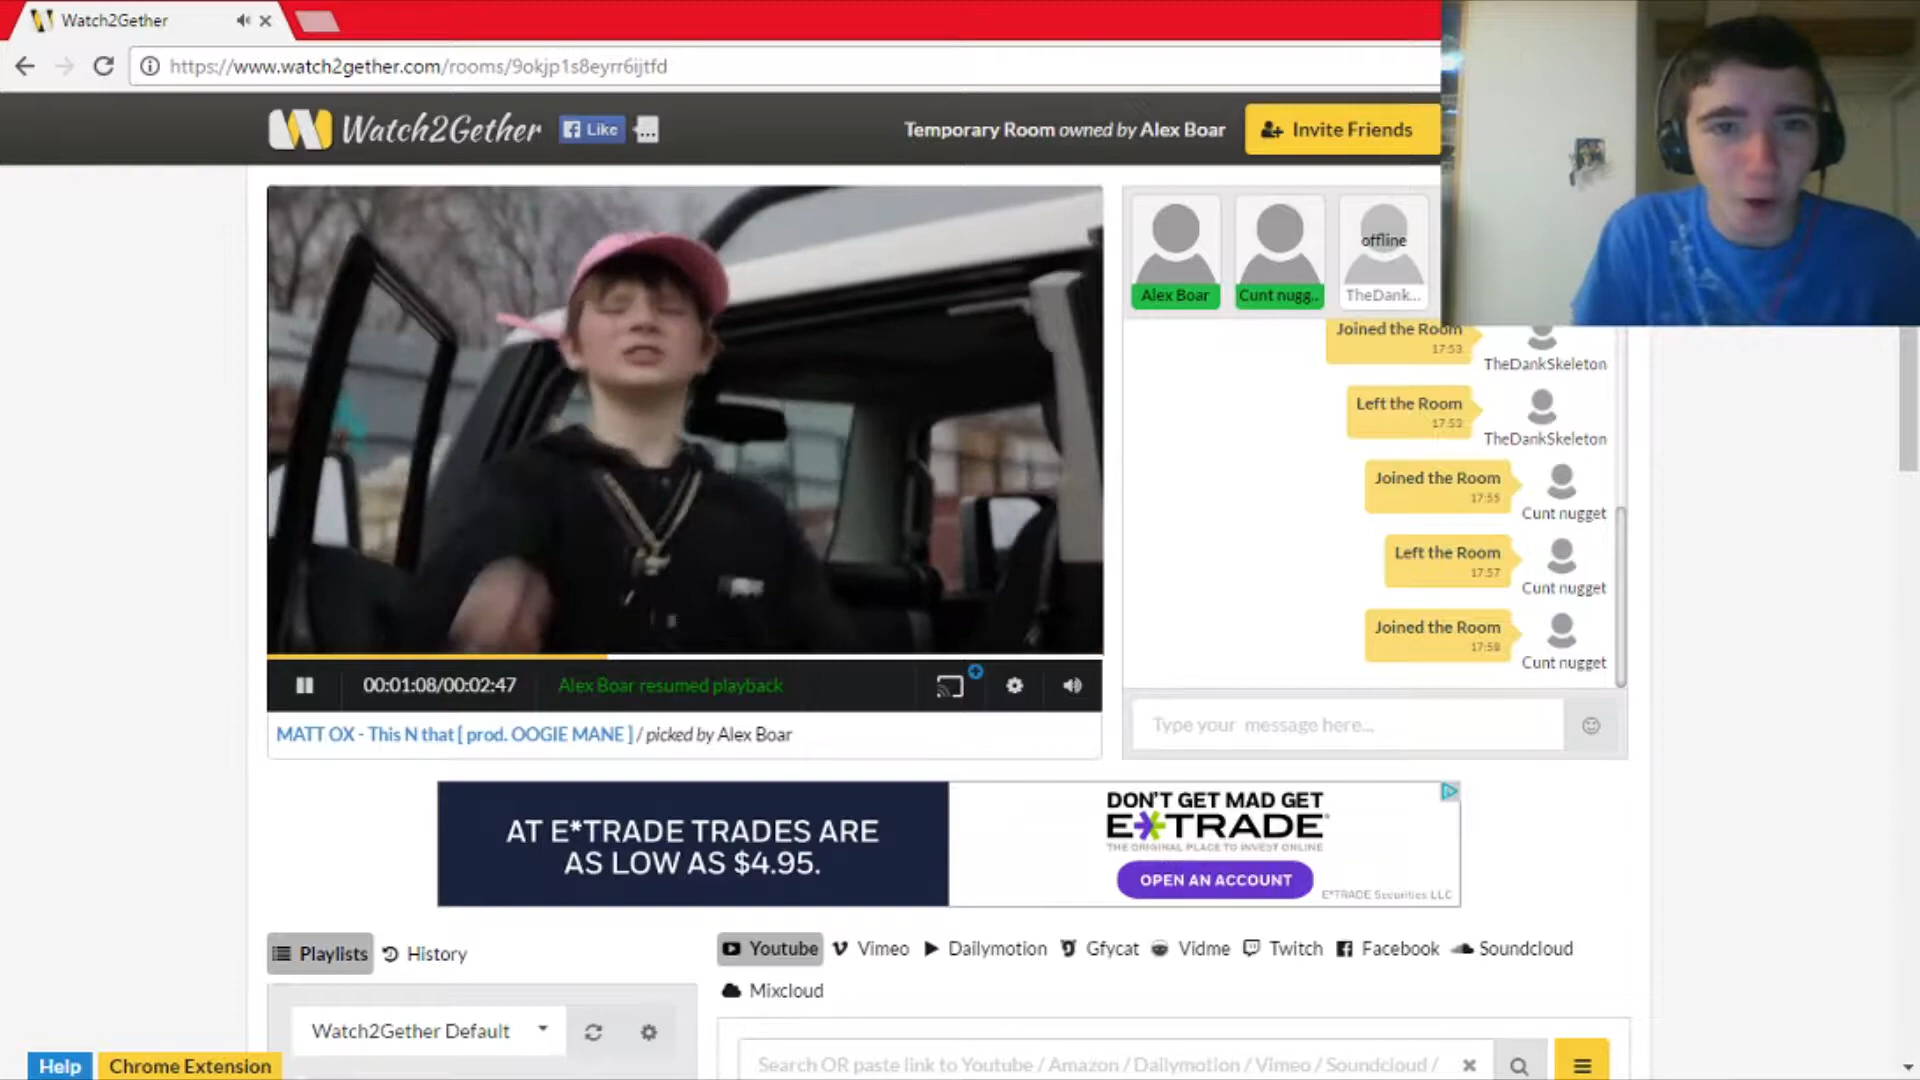 Watch2Gether
https://www.watch2gether.com/rooms/9okjp1s8eyrr6ijtfd
Watch2Gether
Like
Temporary Room owned by Alex Boar
Invite Friends
offline
Alex Boar
Cunt nugg..
TheDank...
Joined the Room
17:53
TheDankSkeleton
Left the Room
17:53
TheDankSkeleton
Joined the Room
17:55
Cunt nugget
Left the Room
17:57
Cunt nugget
Joined the Room
17:58
Cunt nugget
00:01:08/00:02:47
Alex Boar resumed playback
MATT OX - This N that [ prod. OOGIE MANE ] / picked by Alex Boar
Type your message here...
AT E*TRADE TRADES ARE
AS LOW AS $4.95.
DON'T GET MAD GET
E*TRADE
THE ORIGINAL PLACE TO INVEST ONLINE
OPEN AN ACCOUNT
E*TRADE Securities LLC
Playlists
History
Youtube
Vimeo
Dailymotion
Gfycat
Vidme
Twitch
Facebook
Soundcloud
Mixcloud
Watch2Gether Default
Search OR paste link to Youtube / Amazon / Dailymotion / Vimeo / Soundcloud /
Help
Chrome Extension